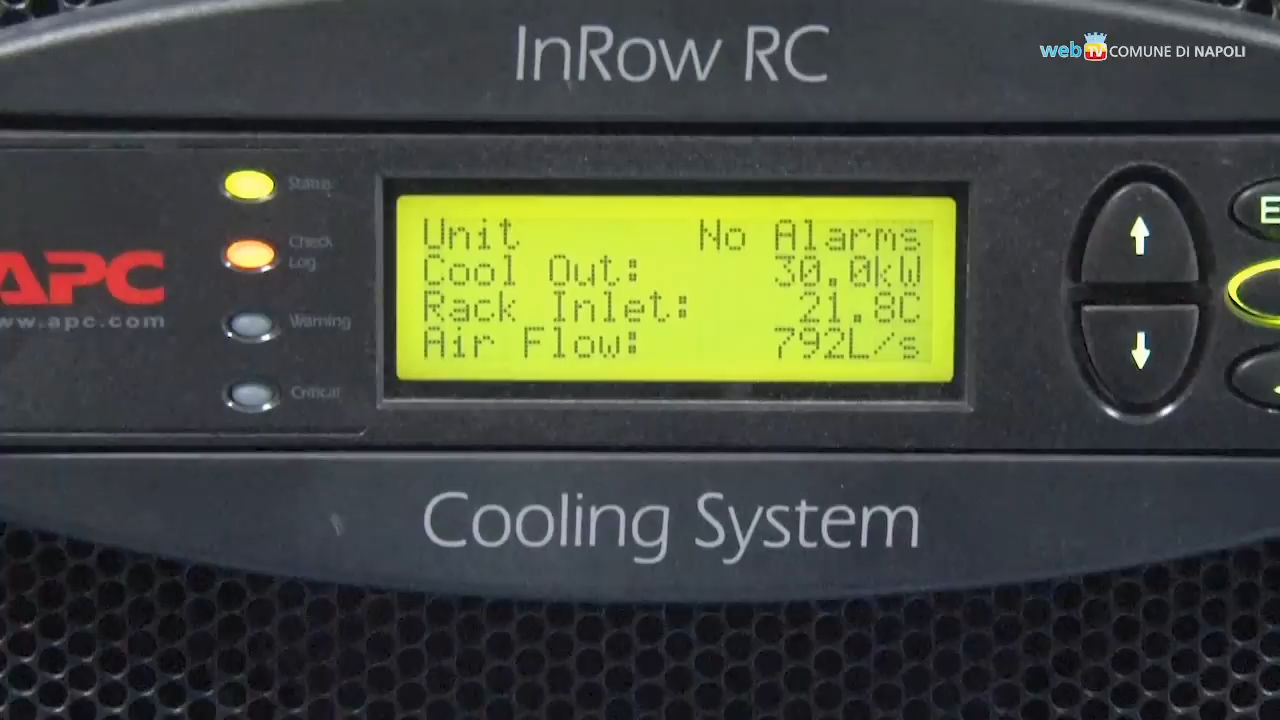 InRow RC
webTV COMUNE DI NAPOLI
Status
Check
Log
Warning
Critical
APC
www.apc.com
Unit No Alarms
Cool Out: 30.0kW
Rack Inlet: 21.8C
Air Flow: 792L/s
Cooling System